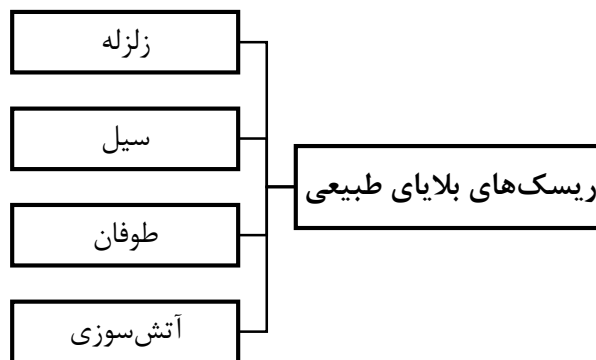 ریسک‌های بلایای طبیعی
زلزله
سیل
طوفان
آتش‌سوزی